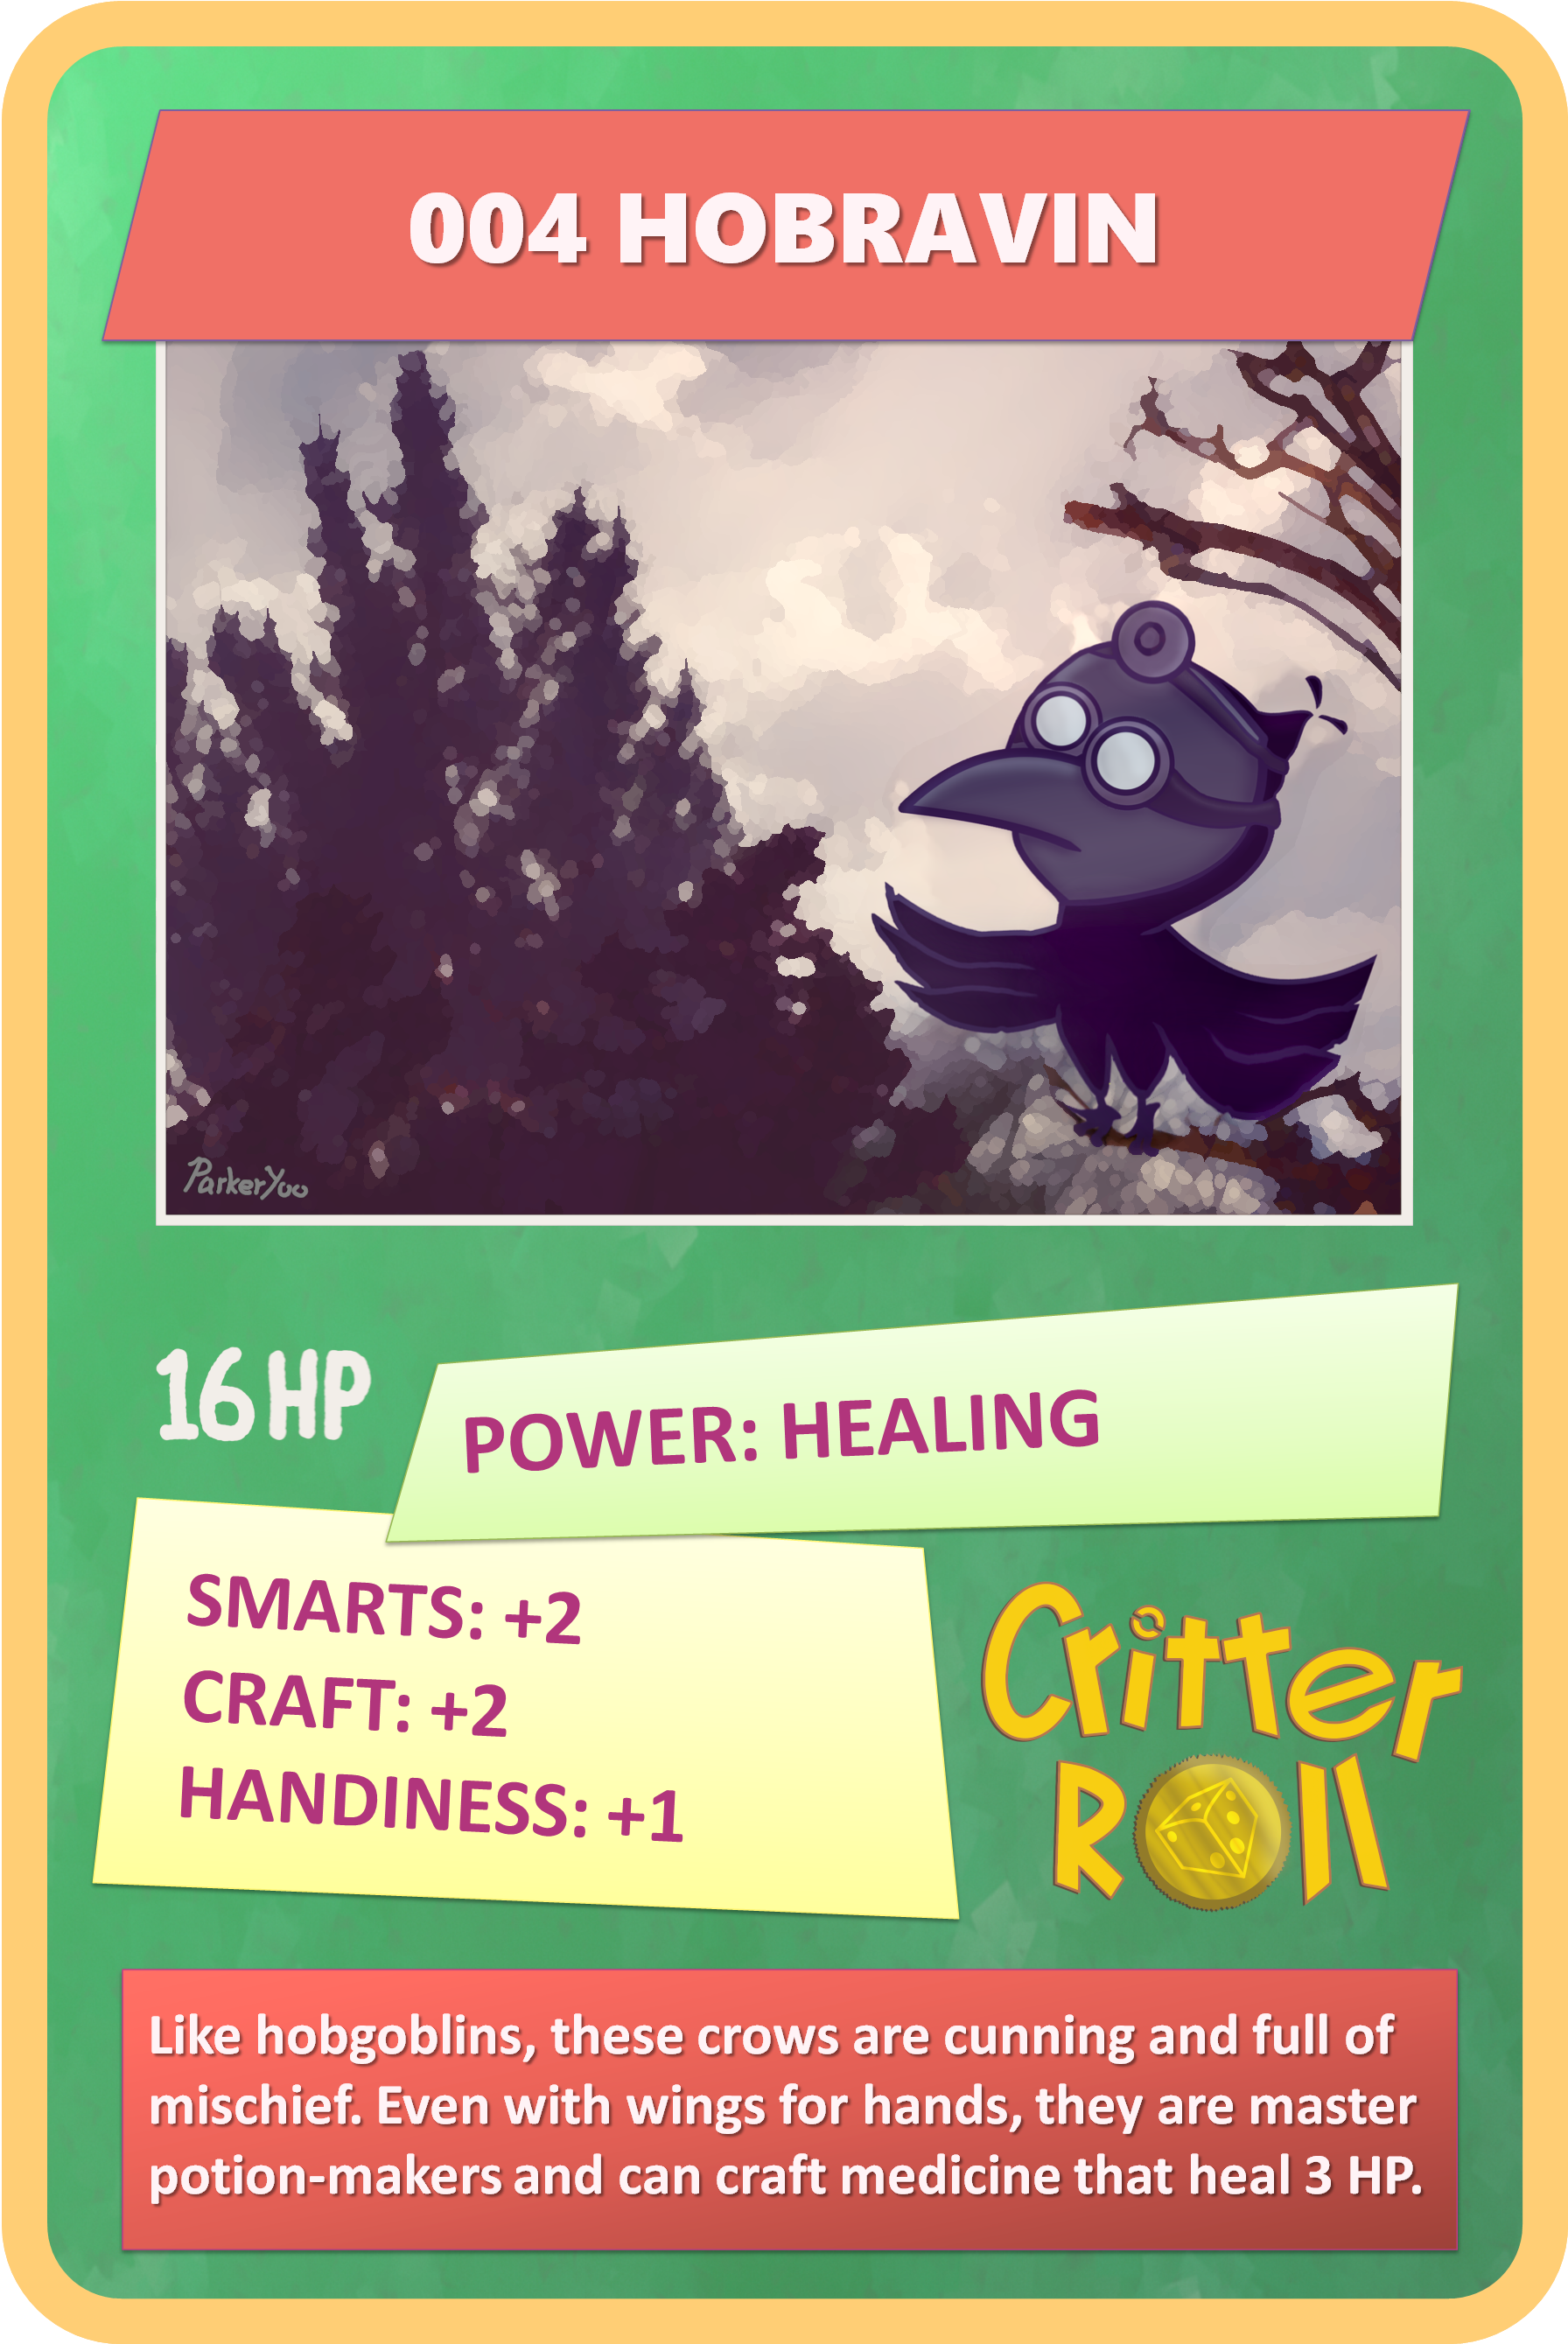 004 HOBRAVIN
ParkerYoo
16 HP
POWER: HEALING
SMARTS: +2
CRAFT: +2
HANDINESS: +1
Critter
Roll
Like hobgoblins, these crows are cunning and full of
mischief. Even with wings for hands, they are master
potion-makers and can craft medicine that heal 3 HP.